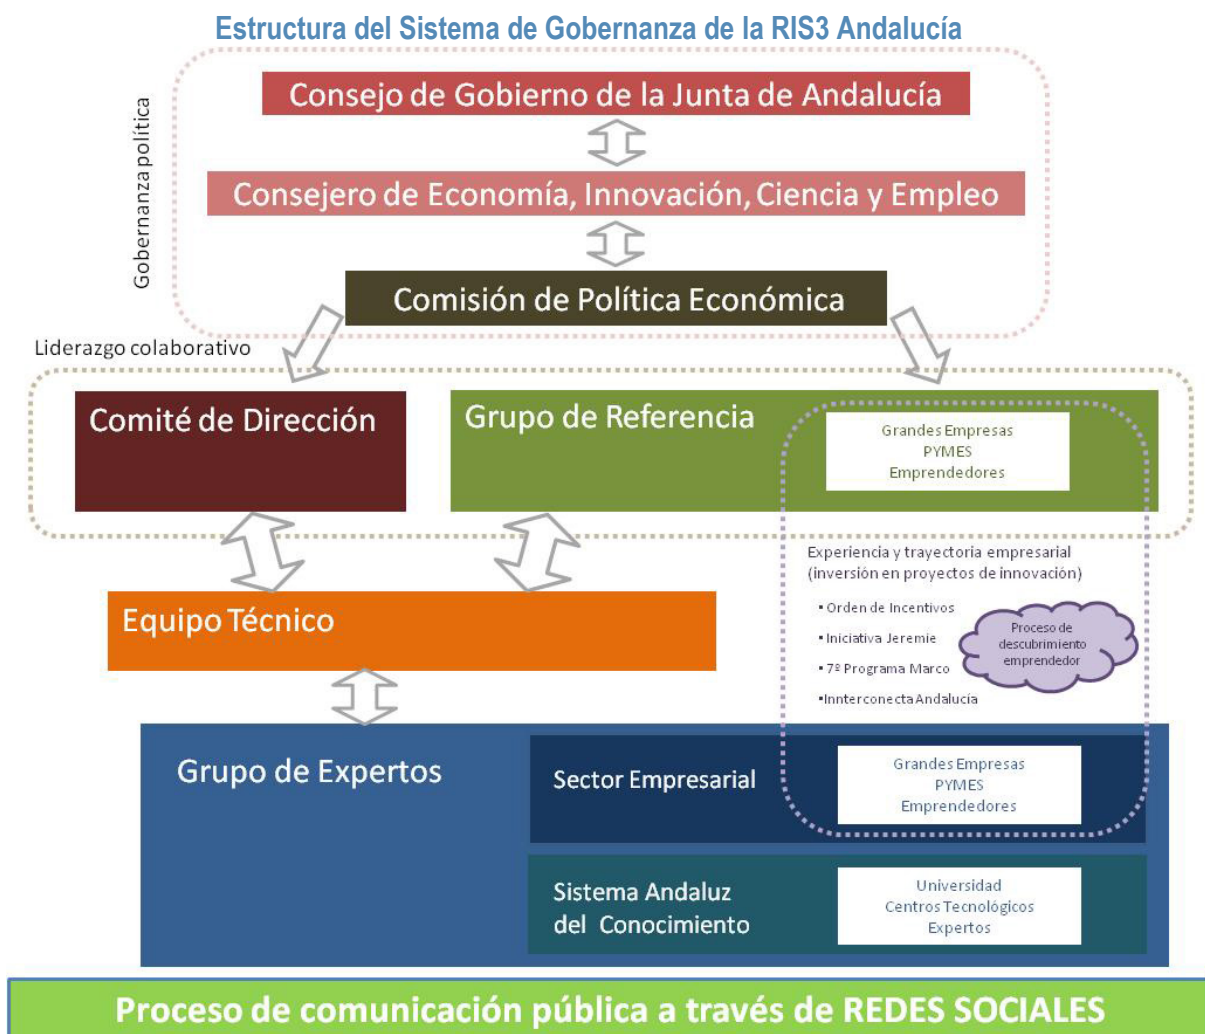 Estructura del Sistema de Gobernanza de la RIS3 Andalucía
Gobernanza política
Consejo de Gobierno de la Junta de Andalucía
Consejero de Economía, Innovación, Ciencia y Empleo
Comisión de Política Económica
Liderazgo colaborativo
Comité de Dirección
Grupo de Referencia
Grandes Empresas
PYMES
Emprendedores
Experiencia y trayectoria empresarial
(inversión en proyectos de innovación)
▪ Orden de Incentivos
▪ Iniciativa Jeremie
▪ 7º Programa Marco
▪Innterconecta Andalucía
Proceso de
descubrimiento
emprendedor
Equipo Técnico
Grupo de Expertos
Sector Empresarial
Grandes Empresas
PYMES
Emprendedores
Sistema Andaluz
del Conocimiento
Universidad
Centros Tecnológicos
Expertos
Proceso de comunicación pública a través de REDES SOCIALES